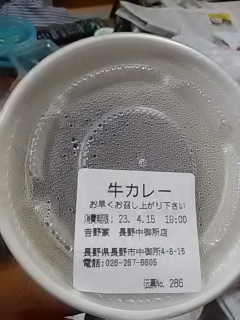 牛カレー
お早くお召し上がり下さい
消費期限: 23. 4.15 19:00
吉野家 長野中御所店
長野県長野市中御所4-8-15
電話:026-267-6605
伝票No. 286